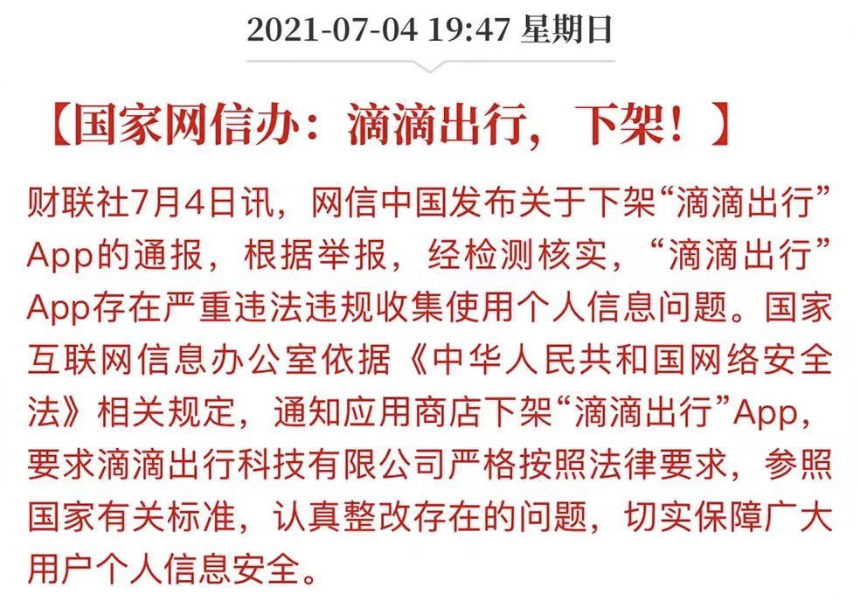 2021-07-04 19:47 星期日
【国家网信办：滴滴出行，下架！】
财联社7月4日讯，网信中国发布关于下架“滴滴出行”
App的通报，根据举报，经检测核实，“滴滴出行”
App存在严重违法违规收集使用个人信息问题。国家
互联网信息办公室依据《中华人民共和国网络安全
法》相关规定，通知应用商店下架“滴滴出行”App，
要求滴滴出行科技有限公司严格按照法律要求，参照
国家有关标准，认真整改存在的问题，切实保障广大
用户个人信息安全。